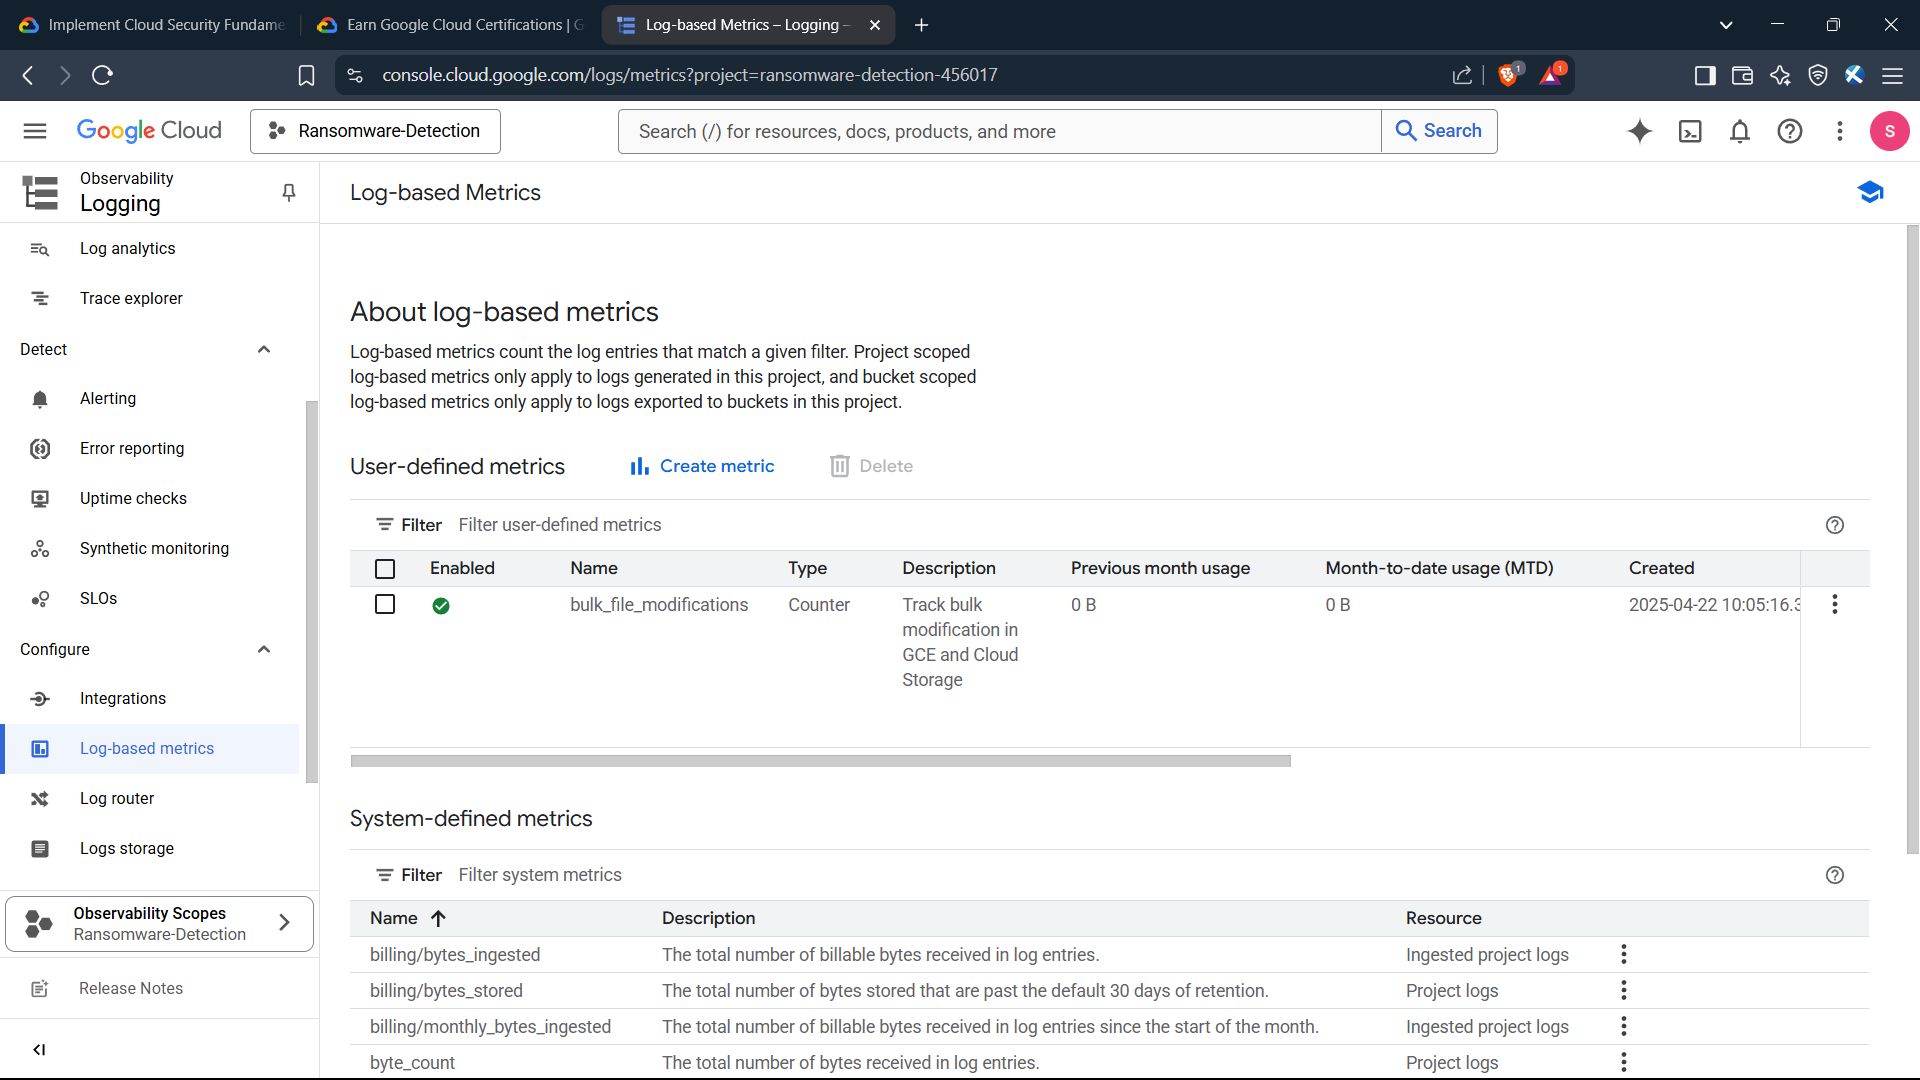 Implement Cloud Security Fundame
Earn Google Cloud Certifications | G
Log-based Metrics – Logging –
console.cloud.google.com/logs/metrics?project=ransomware-detection-456017
1
1
Google Cloud
Ransomware-Detection
Search (/) for resources, docs, products, and more
Search
S
Observability
Logging
Log-based Metrics
Log analytics
Trace explorer
Detect
Alerting
Error reporting
Uptime checks
Synthetic monitoring
SLOs
Configure
Integrations
Log-based metrics
Log router
Logs storage
Observability Scopes
Ransomware-Detection
Release Notes
About log-based metrics
Log-based metrics count the log entries that match a given filter. Project scoped
log-based metrics only apply to logs generated in this project, and bucket scoped
log-based metrics only apply to logs exported to buckets in this project.
User-defined metrics
Create metric
Delete
Filter Filter user-defined metrics
Enabled Name Type Description Previous month usage Month-to-date usage (MTD) Created
bulk_file_modifications Counter Track bulk 0 B 0 B 2025-04-22 10:05:16.3
modification in
GCE and Cloud
Storage
System-defined metrics
Filter Filter system metrics
Name Description Resource
billing/bytes_ingested The total number of billable bytes received in log entries. Ingested project logs
billing/bytes_stored The total number of bytes stored that are past the default 30 days of retention. Project logs
billing/monthly_bytes_ingested The total number of billable bytes received in log entries since the start of the month. Ingested project logs
byte_count The total number of bytes received in log entries. Project logs